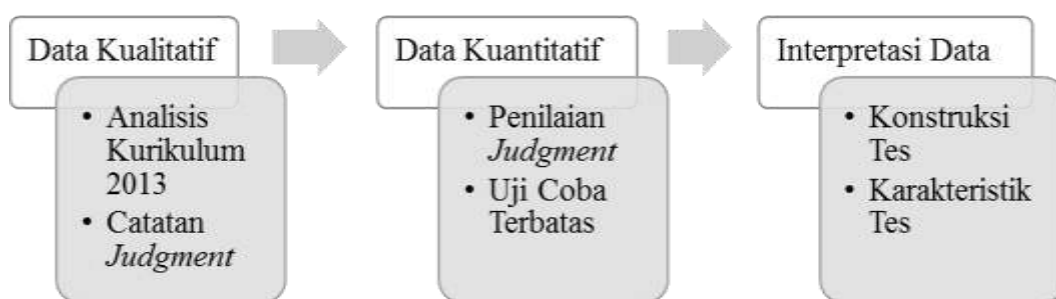 Data Kualitatif
• Analisis
Kurikulum
2013
• Catatan
Judgment
Data Kuantitatif
• Penilaian
Judgment
• Uji Coba
Terbatas
Interpretasi Data
• Konstruksi
Tes
• Karakteristik
Tes